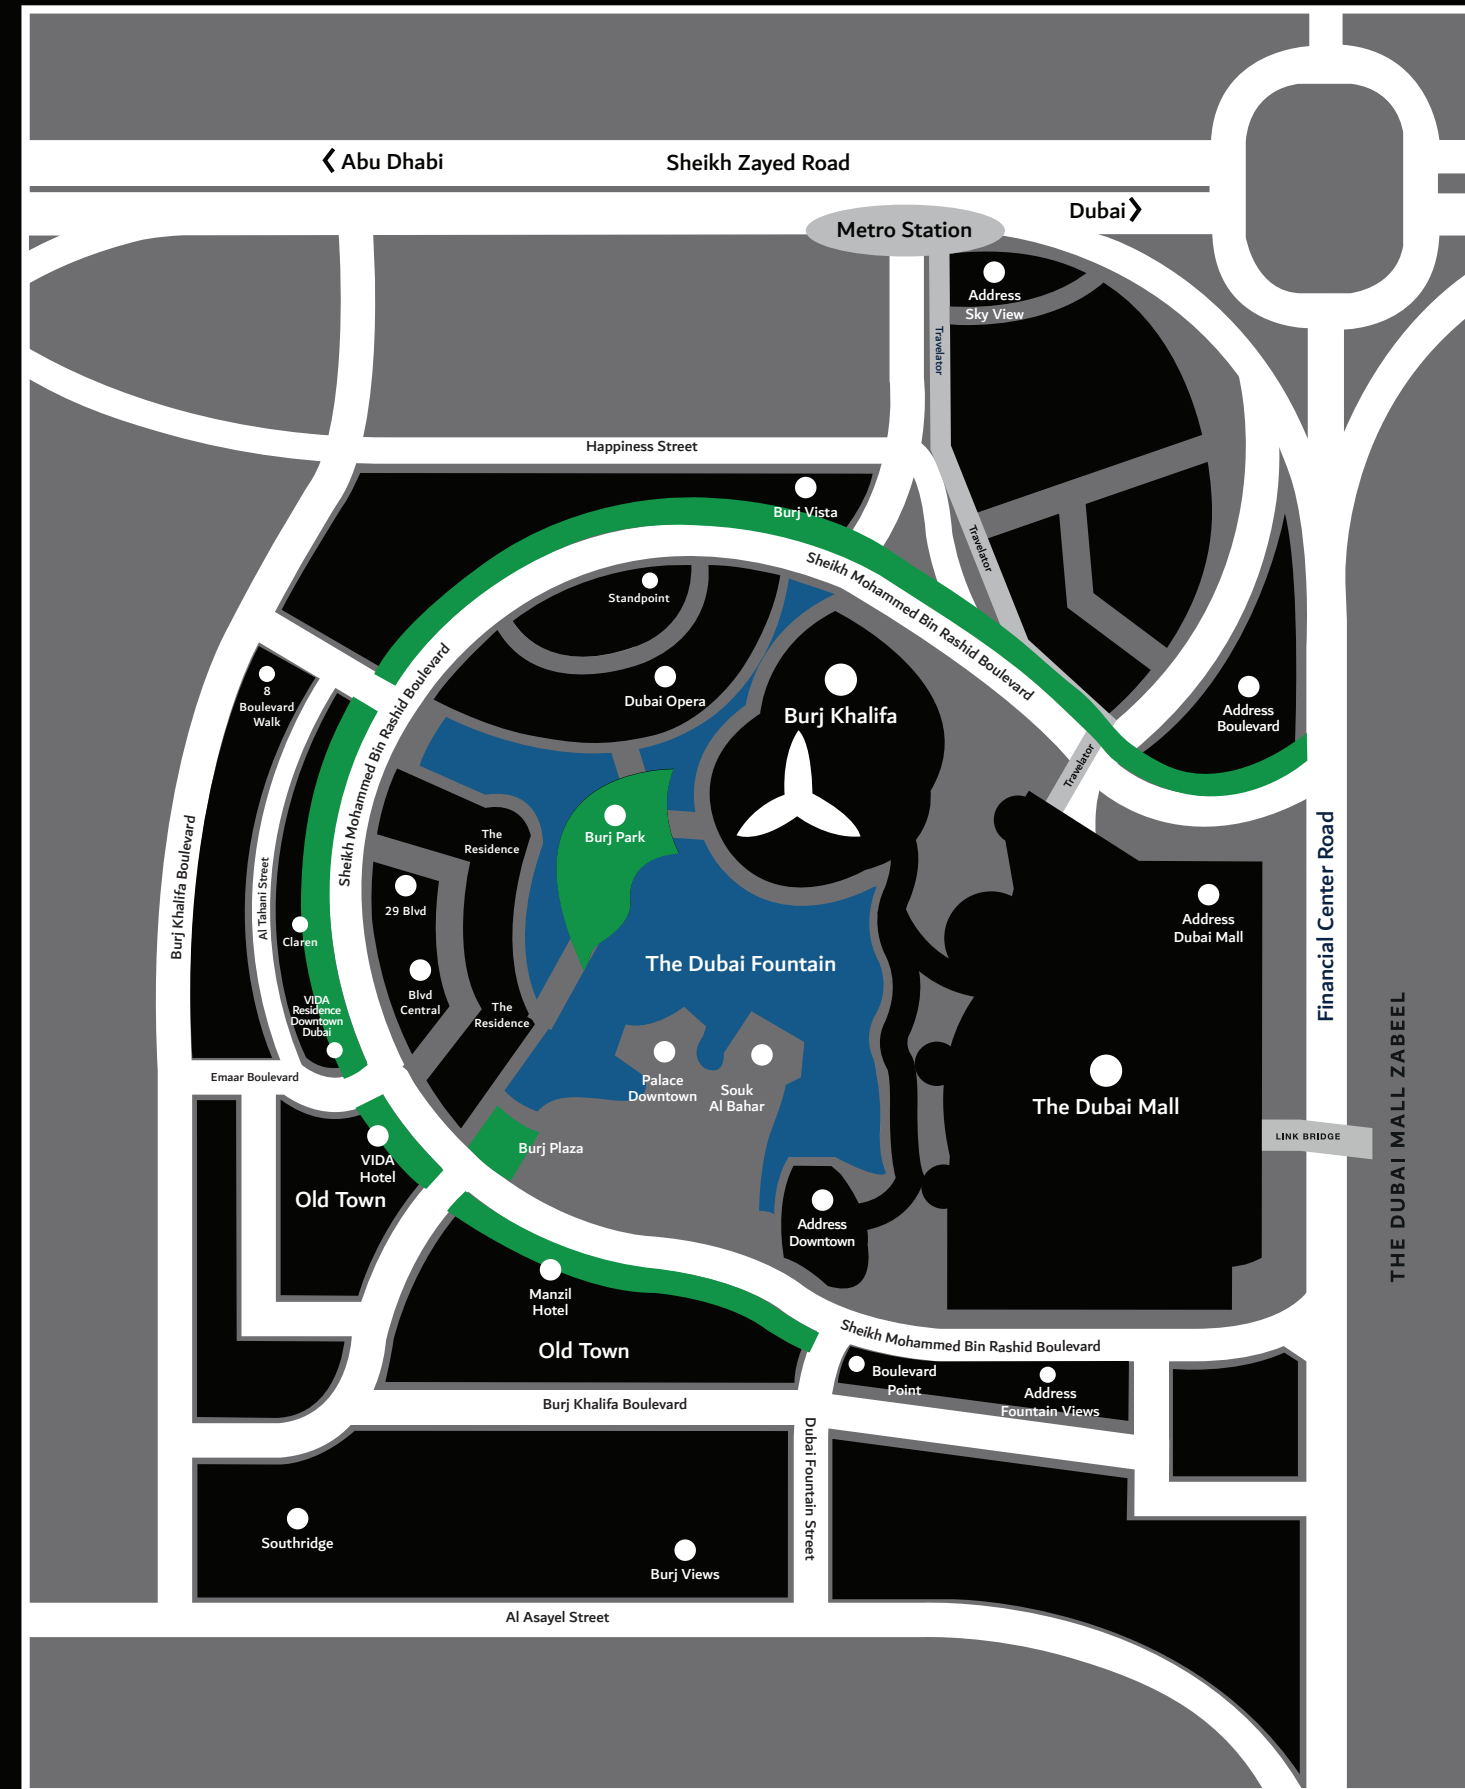 Abu Dhabi
Sheikh Zayed Road
Dubai
Metro Station
Address
Sky View
Travelator
Happiness Street
Burj Vista
Travelator
Sheikh Mohammed Bin Rashid Boulevard
Standpoint
Sheikh Mohammed Bin Rashid Boulevard
8
Boulevard
Walk
Dubai Opera
Burj Khalifa
Address
Boulevard
Travelator
Burj Khalifa Boulevard
Al Tahani Street
The
Residence
Burj Park
29 Blvd
Claren
Address
Dubai Mall
Financial Center Road
The Dubai Fountain
Blvd
Central
The
Residence
VIDA
Residence
Downtown
Dubai
Emaar Boulevard
Palace
Downtown
Souk
Al Bahar
The Dubai Mall
THE DUBAI MALL ZABEEL
LINK BRIDGE
VIDA
Hotel
Burj Plaza
Old Town
Address
Downtown
Manzil
Hotel
Old Town
Sheikh Mohammed Bin Rashid Boulevard
Boulevard
Point
Address
Fountain Views
Burj Khalifa Boulevard
Dubai Fountain Street
Southridge
Burj Views
Al Asayel Street